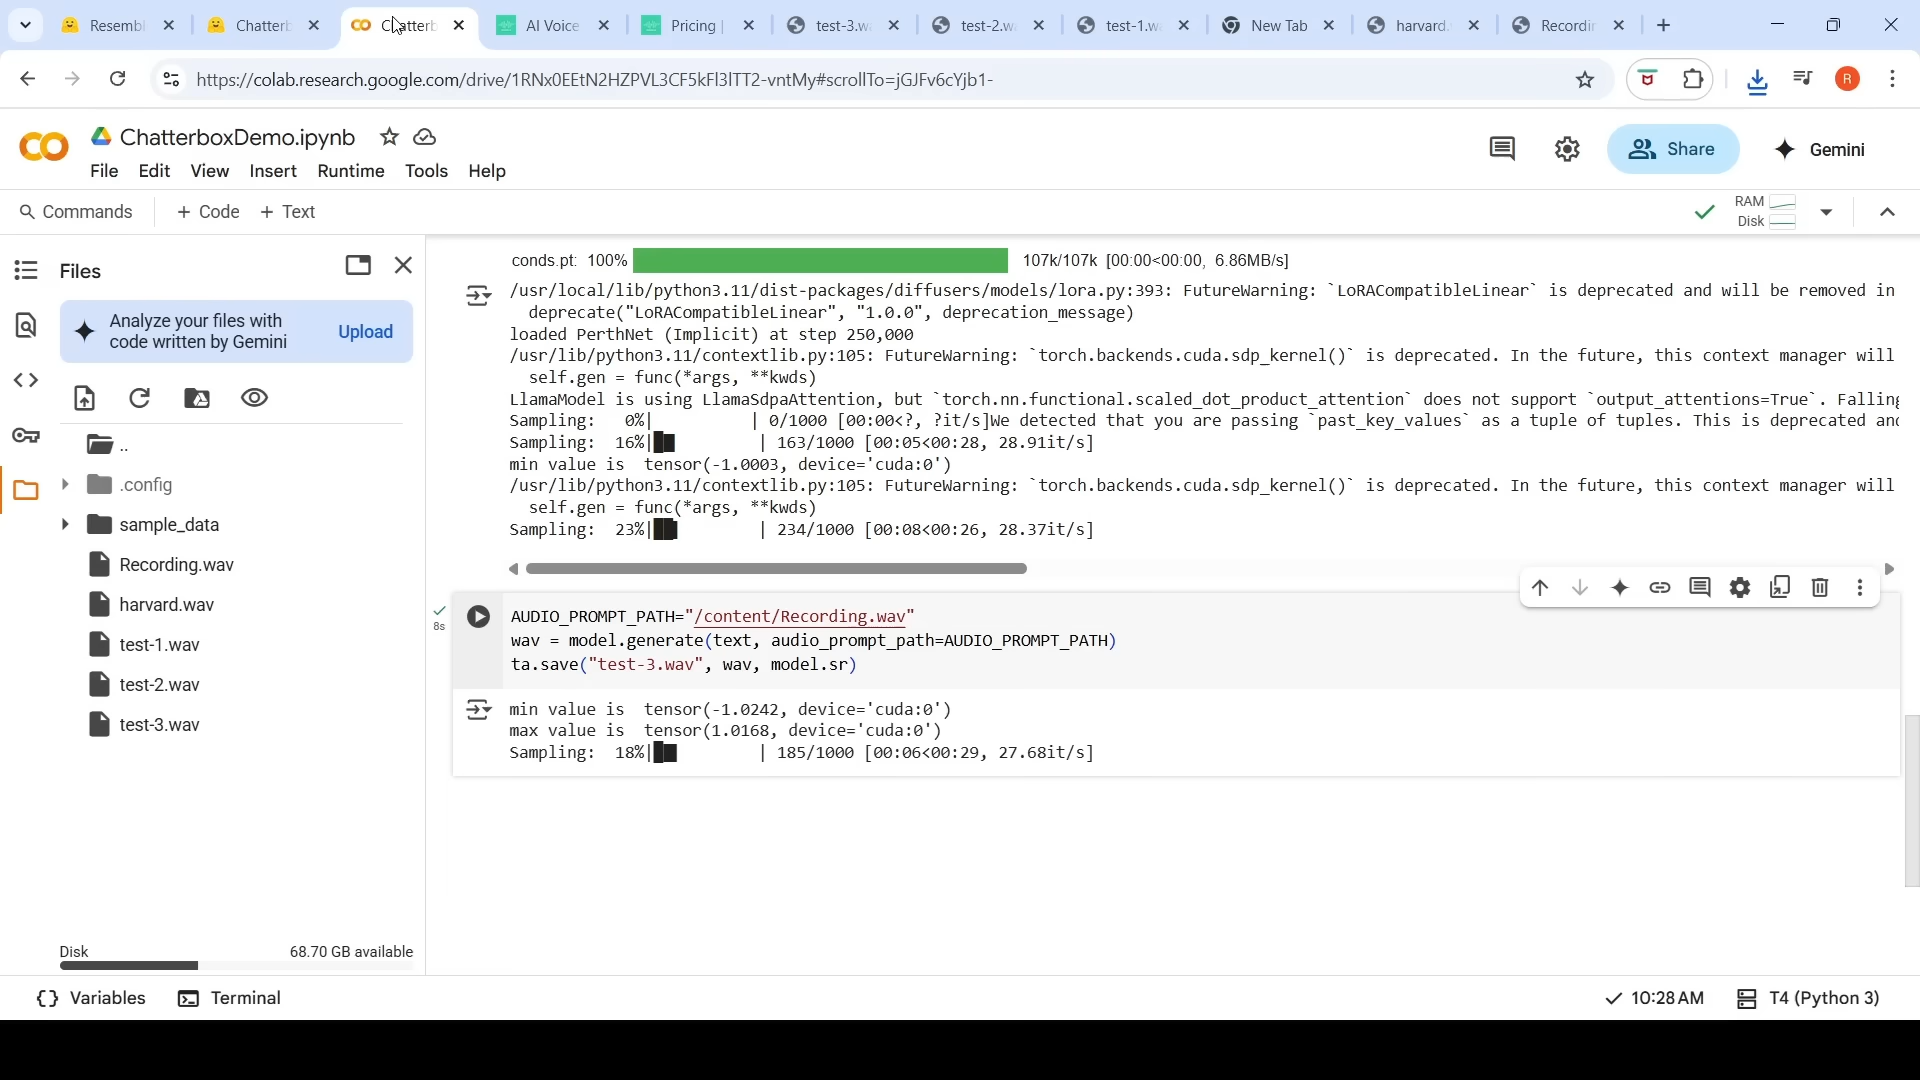 Resembl
Chatterb
Chatterb
AI Voice
Pricing |
test-3.w
test-2.w
test-1.w
New Tab
harvard.
Recordi
https://colab.research.google.com/drive/1RNx0EEtN2HZPVL3CF5kFl3lTT2-vntMy#scrollTo=jGJFv6cYjb1-
R
CO
ChatterboxDemo.ipynb
File Edit View Insert Runtime Tools Help
Share
Gemini
Commands + Code + Text
RAM
Disk
Files
Analyze your files with
code written by Gemini
Upload
..
.config
sample_data
Recording.wav
harvard.wav
test-1.wav
test-2.wav
test-3.wav
Disk 68.70 GB available
conds.pt: 100% 107k/107k [00:00<00:00, 6.86MB/s]
/usr/local/lib/python3.11/dist-packages/diffusers/models/lora.py:393: FutureWarning: `LoRACompatibleLinear` is deprecated and will be removed in
deprecate("LoRACompatibleLinear", "1.0.0", deprecation_message)
loaded PerthNet (Implicit) at step 250,000
/usr/lib/python3.11/contextlib.py:105: FutureWarning: `torch.backends.cuda.sdp_kernel()` is deprecated. In the future, this context manager will
self.gen = func(*args, **kwds)
LlamaModel is using LlamaSdpaAttention, but `torch.nn.functional.scaled_dot_product_attention` does not support `output_attentions=True`. Falling
Sampling: 0%| | 0/1000 [00:00<?, ?it/s]We detected that you are passing `past_key_values` as a tuple of tuples. This is deprecated and
Sampling: 16%|██ | 163/1000 [00:05<00:28, 28.91it/s]
min value is tensor(-1.0003, device='cuda:0')
/usr/lib/python3.11/contextlib.py:105: FutureWarning: `torch.backends.cuda.sdp_kernel()` is deprecated. In the future, this context manager will
self.gen = func(*args, **kwds)
Sampling: 23%|██ | 234/1000 [00:08<00:26, 28.37it/s]
8s
AUDIO_PROMPT_PATH="/content/Recording.wav"
wav = model.generate(text, audio_prompt_path=AUDIO_PROMPT_PATH)
ta.save("test-3.wav", wav, model.sr)
min value is tensor(-1.0242, device='cuda:0')
max value is tensor(1.0168, device='cuda:0')
Sampling: 18%|██ | 185/1000 [00:06<00:29, 27.68it/s]
{} Variables
Terminal
10:28 AM
T4 (Python 3)